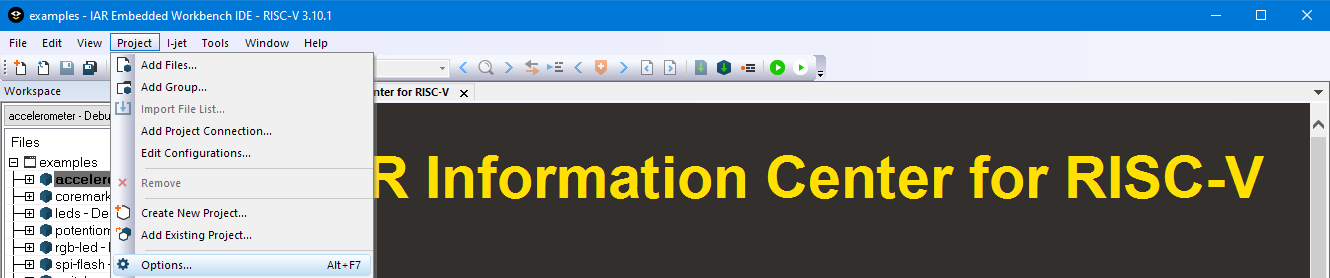 examples - IAR Embedded Workbench IDE - RISC-V 3.10.1
File Edit View Project I-jet Tools Window Help
Add Files...
Add Group...
Import File List...
Add Project Connection...
Edit Configurations...
Remove
Create New Project...
Add Existing Project...
Options... Alt+F7
Workspace
accelerometer - Debu
Files
examples
accelero
coremark
leds - De
potentiom
rgb-led - 
spi-flash -
nter for RISC-V
R Information Center for RISC-V